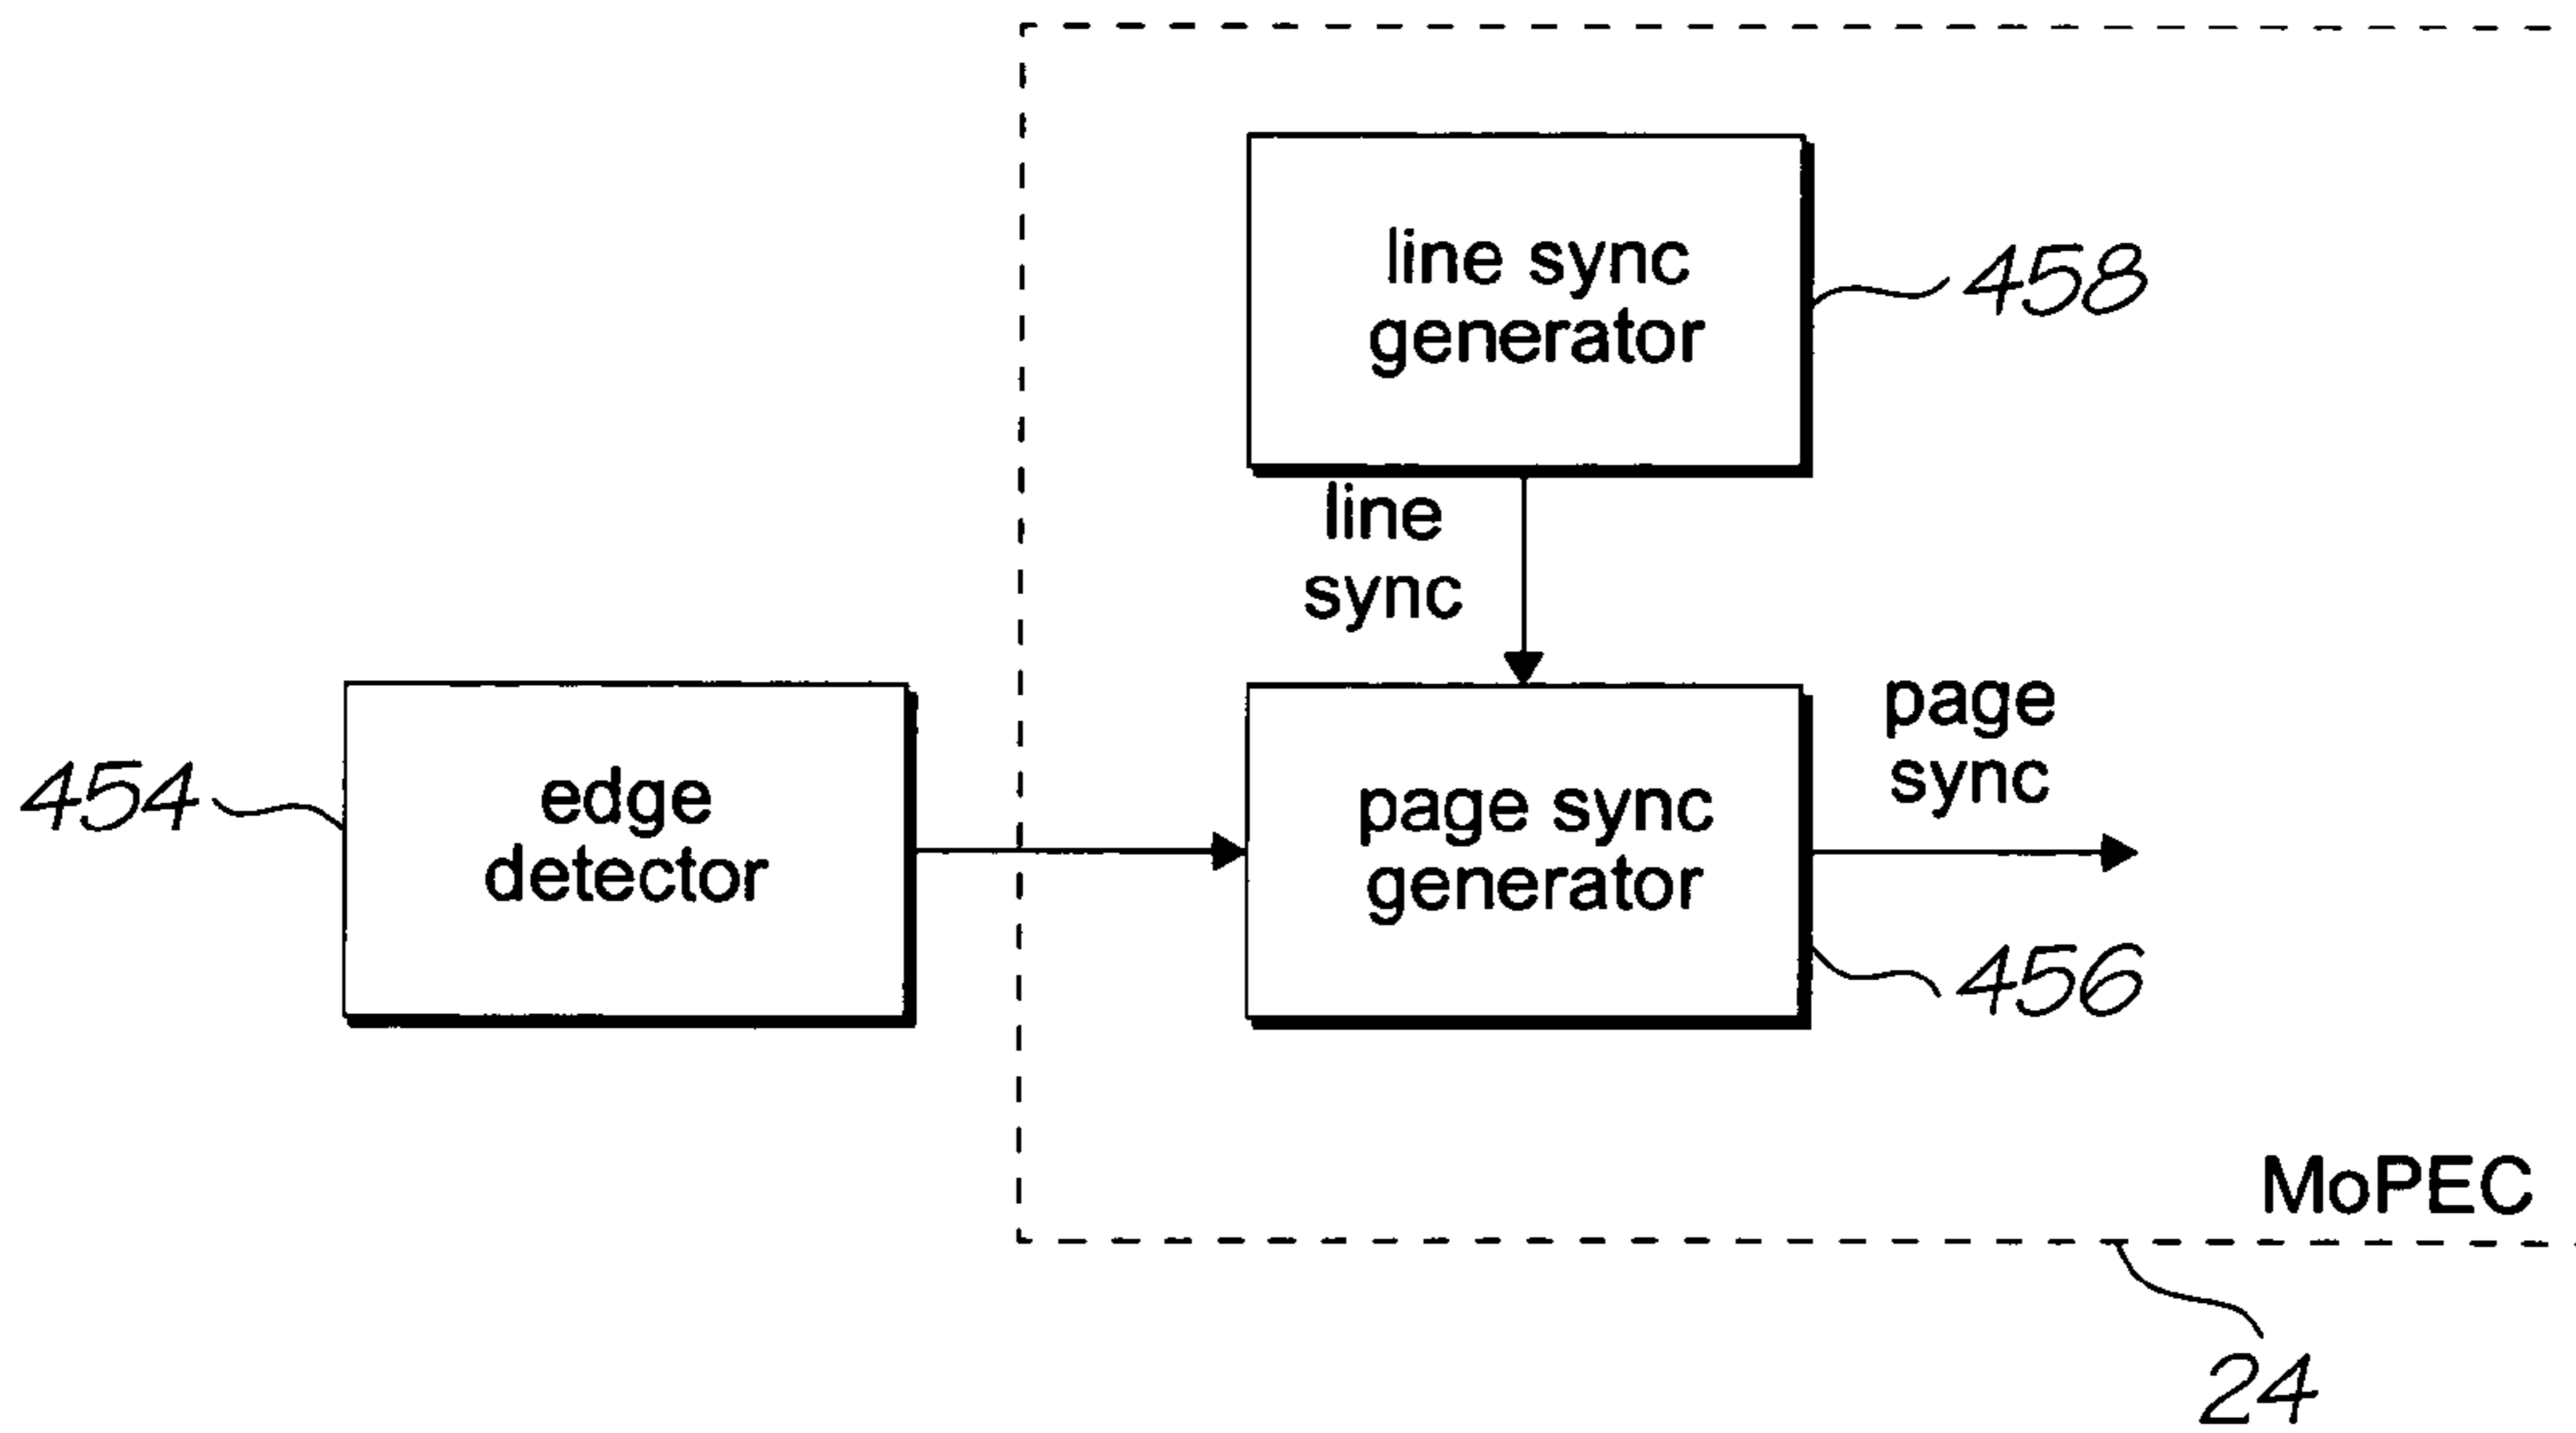 line sync
generator
458
line
sync
page
sync
454
edge
detector
page sync
generator
456
MoPEC
24